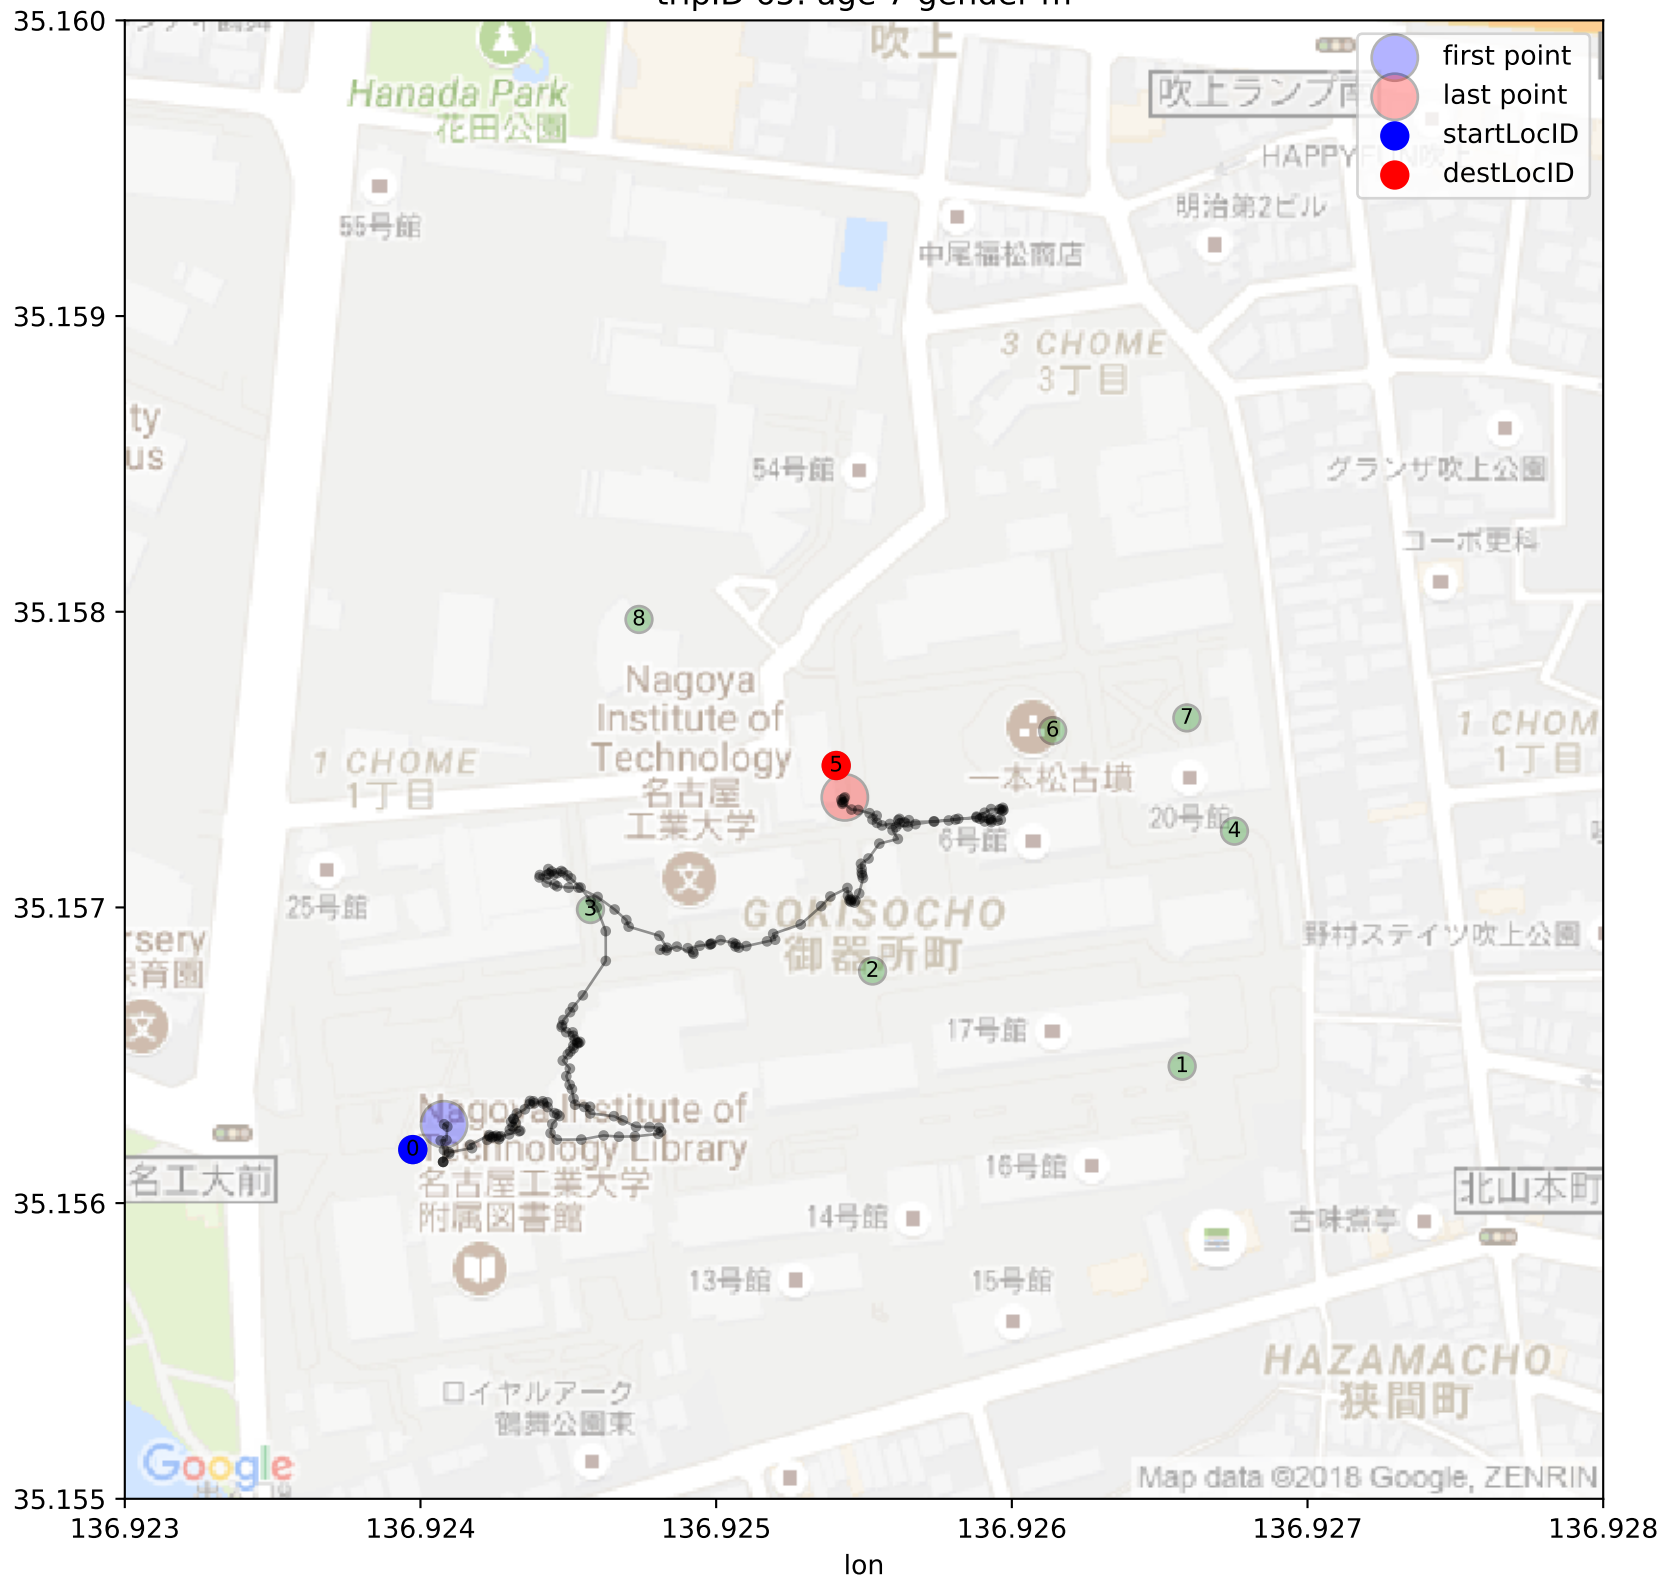 35.160
吹上
first point
last point
startLocID
destLocID
吹上ランプ
Hanada Park
花田公園
明治第2ビル
55号館
中尾福松商店
35.159
3 CHOME
3丁目
ty
us
54号館
グランザ吹上公園
コーポ更科
35.158
8
Nagoya
Institute of
Technology
名古屋
工業大学
7
6
1 CHOM
1丁目
1 CHOME
1丁目
5
一本松古墳
20号館
4
6号館
25号館
35.157
3
GOKISOCHO
御器所町
rsery
保育園
野村ステイツ吹上公園
2
17号館
1
Nagoya Institute of
Technology Library
名古屋工業大学
附属図書館
0
名工大前
16号館
北山本町
35.156
14号館
古味煮亭
13号館
15号館
HAZAMACHO
狭間町
ロイヤルアーク
鶴舞公園東
Google
Map data ©2018 Google, ZENRIN
35.155
136.923
136.924
136.925
136.926
136.927
136.928
lon